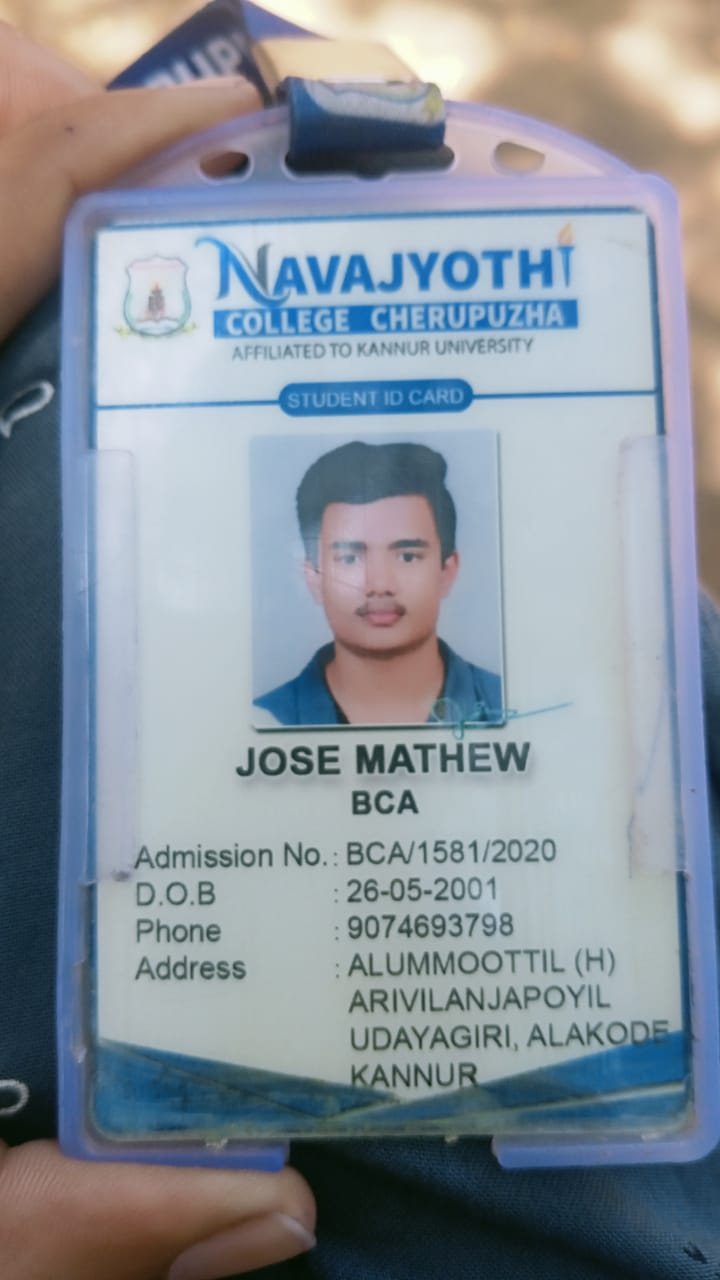 NAVAJYOTHI
COLLEGE CHERUPUZHA
AFFILIATED TO KANNUR UNIVERSITY
STUDENT ID CARD
JOSE MATHEW
BCA
Admission No. : BCA/1581/2020
D.O.B : 26-05-2001
Phone : 9074693798
Address : ALUMMOOTTIL (H)
ARIVILANJAPOYIL
UDAYAGIRI, ALAKODE
KANNUR